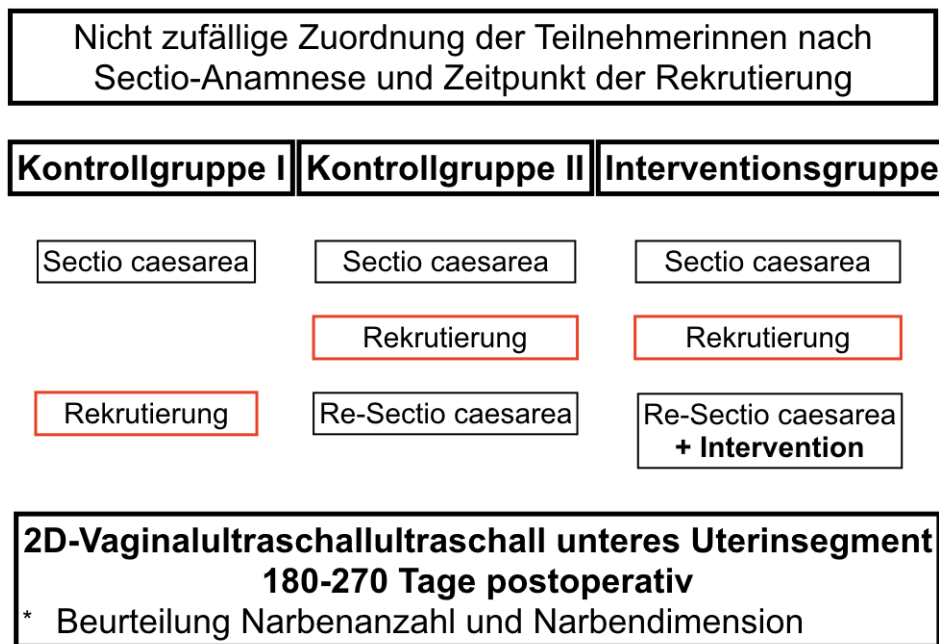 Nicht zufällige Zuordnung der Teilnehmerinnen nach
Sectio-Anamnese und Zeitpunkt der Rekrutierung
Kontrollgruppe I
Kontrollgruppe II
Interventionsgruppe
Sectio caesarea
Sectio caesarea
Sectio caesarea
Rekrutierung
Rekrutierung
Rekrutierung
Re-Sectio caesarea
Re-Sectio caesarea
+ Intervention
2D-Vaginalultraschallultraschall unteres Uterinsegment
180-270 Tage postoperativ
* Beurteilung Narbenanzahl und Narbendimension